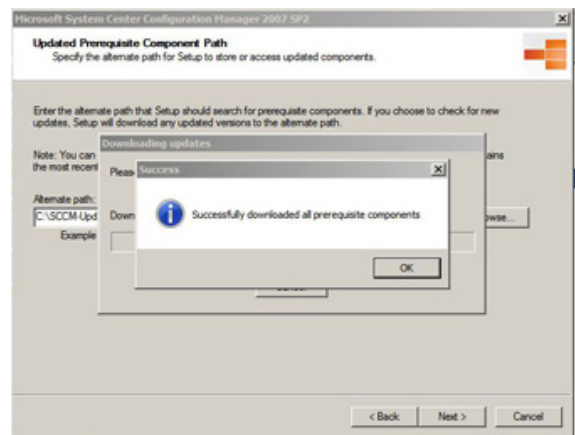 Microsoft System Center Configuration Manager 2007 SP2
Updated Prerequisite Component Path
Specify the alternate path for Setup to store or access updated components.
Enter the alternate path that Setup should search for prerequisite components. If you choose to check for new
updates, Setup will download any updated versions to the alternate path.
Downloading updates
Note: You can
ains
the most recent
Pleas
Success
Alternate path:
C:\SCCM-Upd
Down
Successfully downloaded all prerequisite components
owse...
Example
OK
< Back
Next >
Cancel